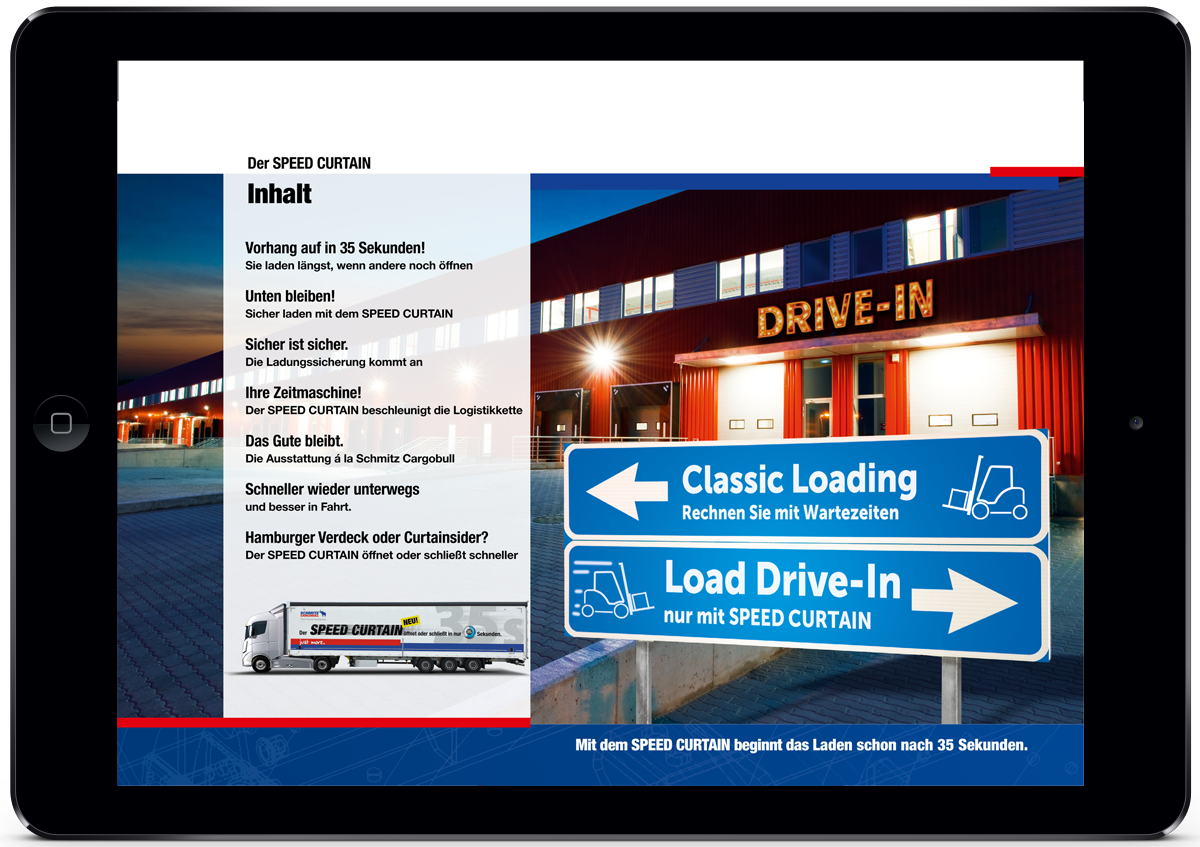 Der SPEED CURTAIN
Inhalt
Vorhang auf in 35 Sekunden!
Sie laden längst, wenn andere noch öffnen
Unten bleiben!
Sicher laden mit dem SPEED CURTAIN
Sicher ist sicher.
Die Ladungssicherung kommt an
Ihre Zeitmaschine!
Der SPEED CURTAIN beschleunigt die Logistikkette
Das Gute bleibt.
Die Ausstattung á la Schmitz Cargobull
Schneller wieder unterwegs
und besser in Fahrt.
Hamburger Verdeck oder Curtainsider?
Der SPEED CURTAIN öffnet oder schließt schneller
SCHMITZ
CARGOBULL
35s
NEU!
Der SPEED CURTAIN öffnet oder schließt in nur 35 Sekunden.
just more.
DRIVE-IN
Classic Loading
Rechnen Sie mit Wartezeiten
Load Drive-In
nur mit SPEED CURTAIN
Mit dem SPEED CURTAIN beginnt das Laden schon nach 35 Sekunden.